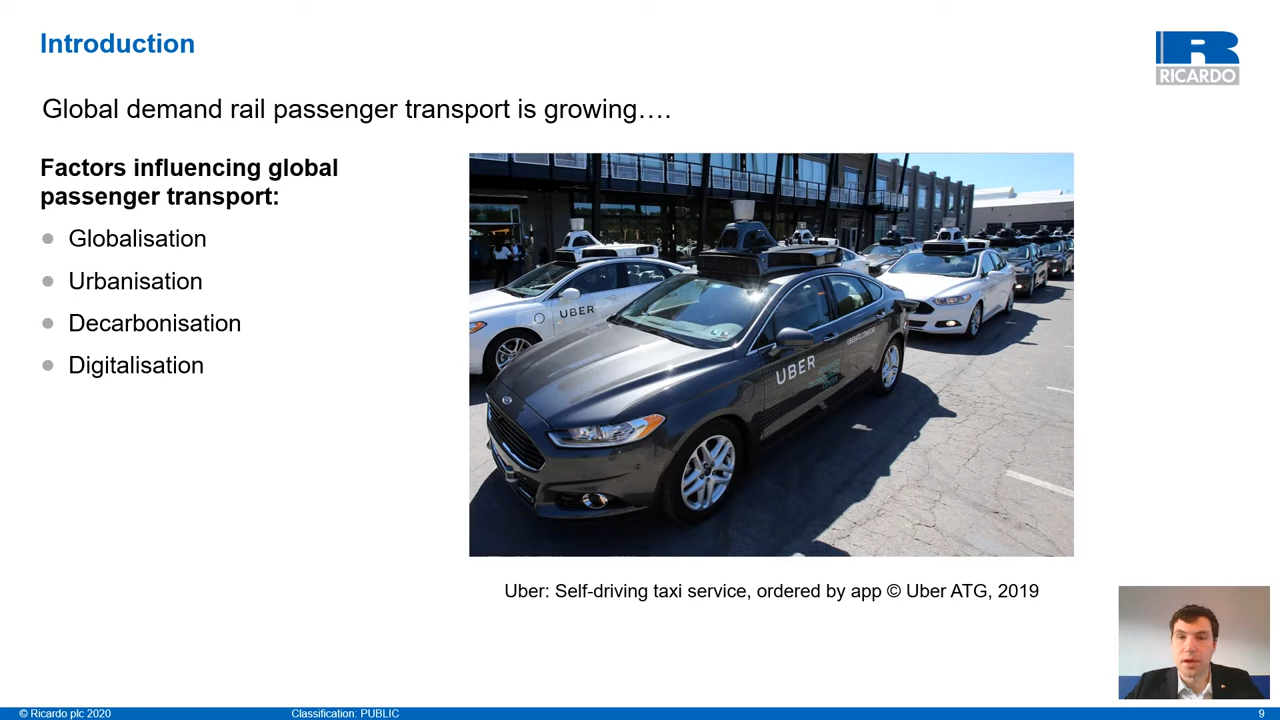 Introduction
RICARDO
Global demand rail passenger transport is growing….
Factors influencing global
passenger transport:
Globalisation
Urbanisation
Decarbonisation
Digitalisation
UBER
UBER
Uber: Self-driving taxi service, ordered by app © Uber ATG, 2019
© Ricardo plc 2020
Classification: PUBLIC
9